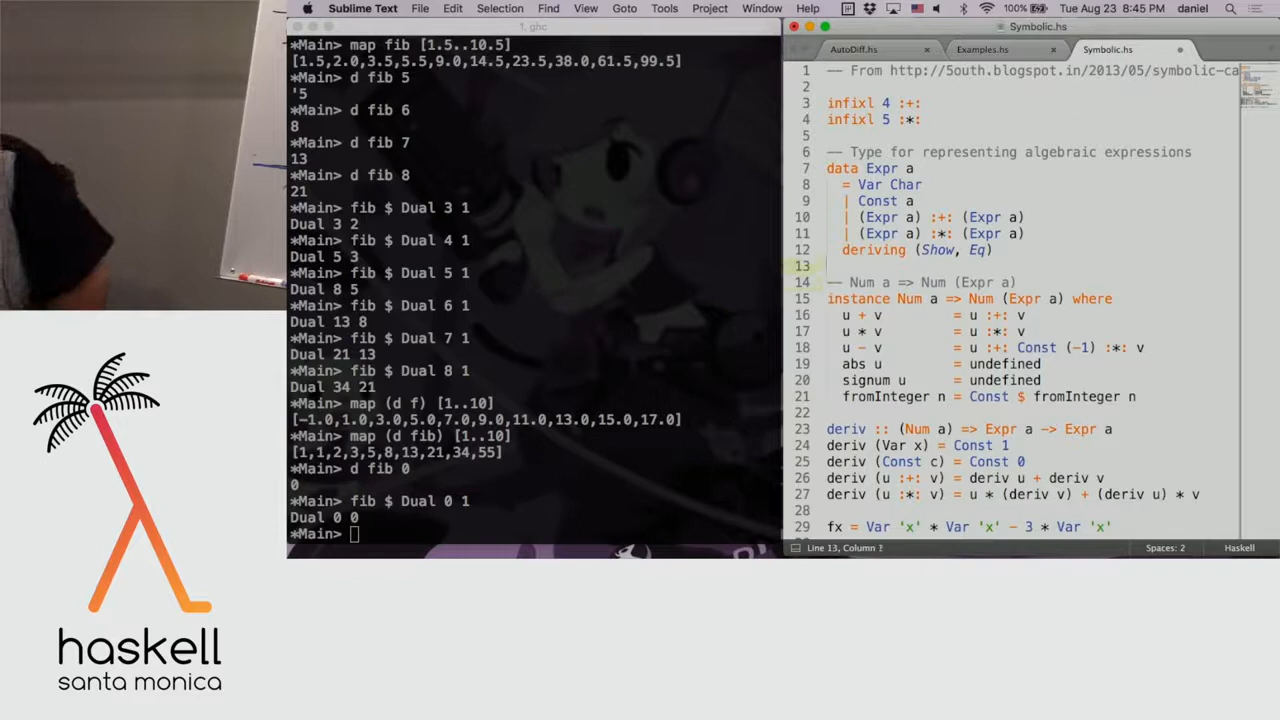 Sublime Text File Edit Selection Find View Goto Tools Project Window Help 100% Tue Aug 23 8:45 PM daniel
1. ghc
*Main> map fib [1.5..10.5]
[1.5,2.0,3.5,5.5,9.0,14.5,23.5,38.0,61.5,99.5]
*Main> d fib 5
'5
*Main> d fib 6
8
*Main> d fib 7
13
*Main> d fib 8
21
*Main> fib $ Dual 3 1
Dual 3 2
*Main> fib $ Dual 4 1
Dual 5 3
*Main> fib $ Dual 5 1
Dual 8 5
*Main> fib $ Dual 6 1
Dual 13 8
*Main> fib $ Dual 7 1
Dual 21 13
*Main> fib $ Dual 8 1
Dual 34 21
*Main> map (d f) [1..10]
[-1.0,1.0,3.0,5.0,7.0,9.0,11.0,13.0,15.0,17.0]
*Main> map (d fib) [1..10]
[1,1,2,3,5,8,13,21,34,55]
*Main> d fib 0
0
*Main> fib $ Dual 0 1
Dual 0 0
*Main>
Symbolic.hs
AutoDiff.hs Examples.hs Symbolic.hs
1 -- From http://5outh.blogspot.in/2013/05/symbolic-ca
2
3 infixl 4 :+:
4 infixl 5 :*:
5
6 -- Type for representing algebraic expressions
7 data Expr a
8 = Var Char
9 | Const a
10 | (Expr a) :+: (Expr a)
11 | (Expr a) :*: (Expr a)
12 deriving (Show, Eq)
13
14 -- Num a => Num (Expr a)
15 instance Num a => Num (Expr a) where
16 u + v = u :+: v
17 u * v = u :*: v
18 u - v = u :+: Const (-1) :*: v
19 abs u = undefined
20 signum u = undefined
21 fromInteger n = Const $ fromInteger n
22
23 deriv :: (Num a) => Expr a -> Expr a
24 deriv (Var x) = Const 1
25 deriv (Const c) = Const 0
26 deriv (u :+: v) = deriv u + deriv v
27 deriv (u :*: v) = u * (deriv v) + (deriv u) * v
28
29 fx = Var 'x' * Var 'x' - 3 * Var 'x'
Line 13, Column Spaces: 2 Haskell
haskell
santa monica